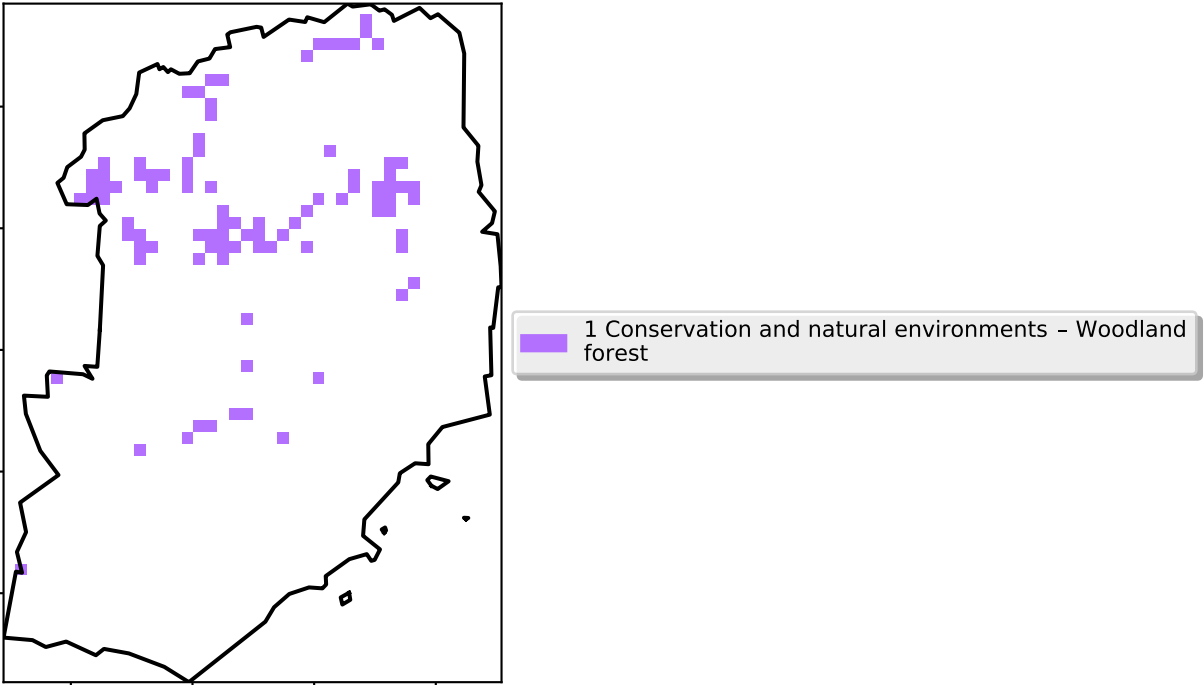 1 Conservation and natural environments – Woodland
forest